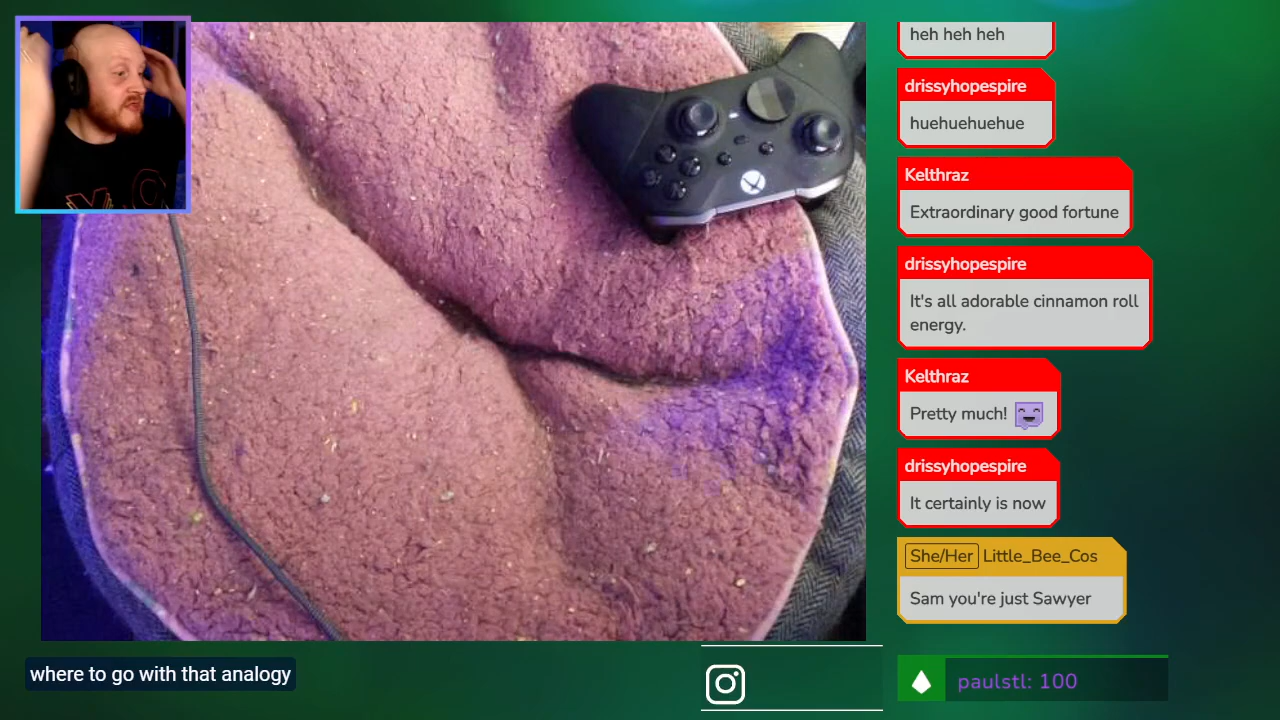 heh heh heh
drissyhopespire
huehuehuehue
Kelthraz
Extraordinary good fortune
drissyhopespire
It's all adorable cinnamon roll
energy.
Kelthraz
Pretty much!
drissyhopespire
It certainly is now
She/Her Little_Bee_Cos
Sam you're just Sawyer
where to go with that analogy
paulstl: 100